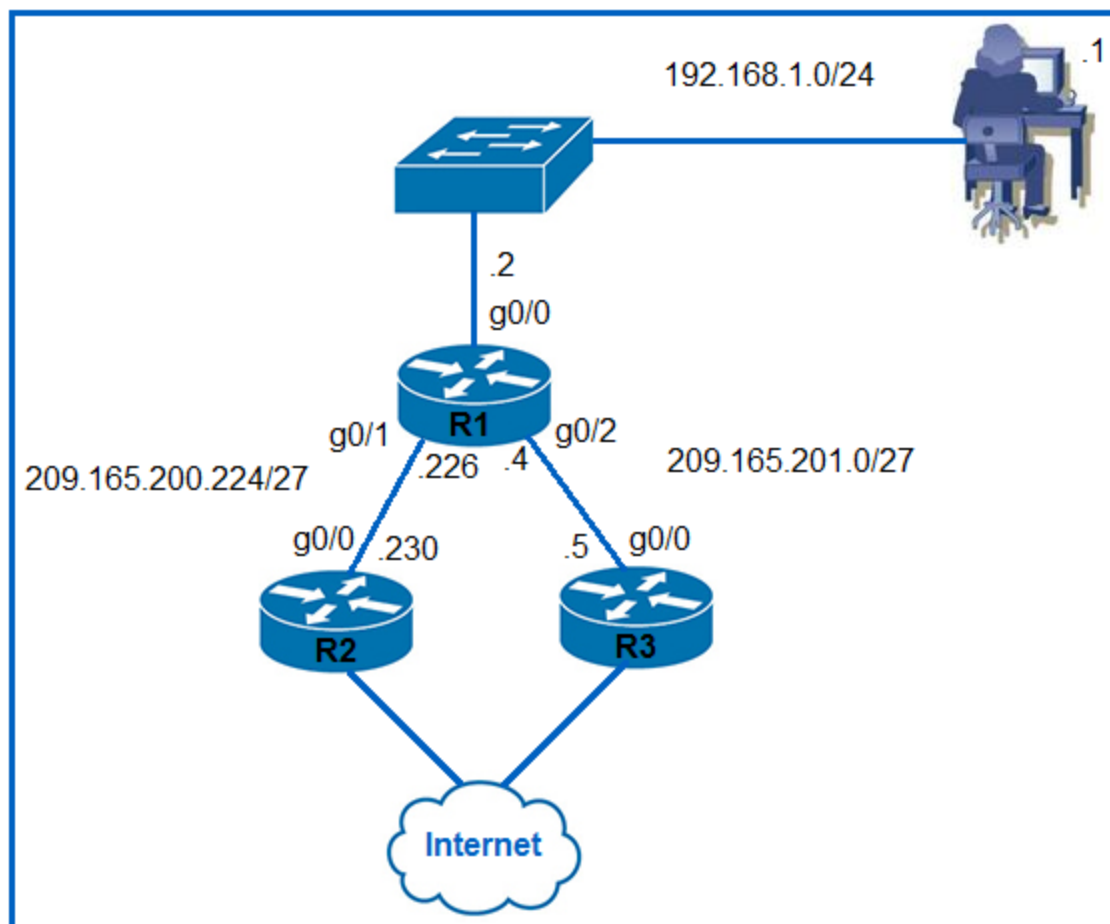 .1
192.168.1.0/24
.2
g0/0
R1
g0/1
g0/2
.226
.4
209.165.200.224/27
209.165.201.0/27
g0/0
.230
.5
g0/0
R2
R3
Internet